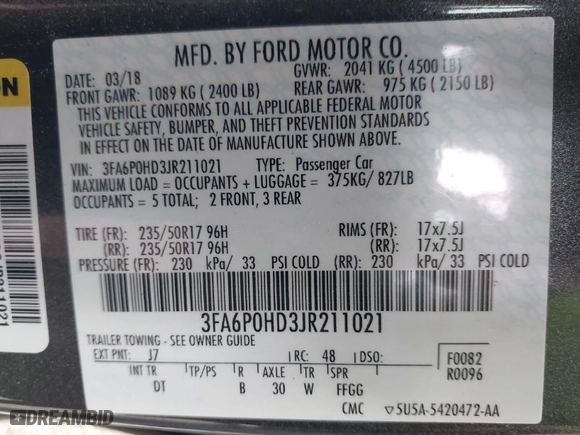 MFD. BY FORD MOTOR CO.
DATE: 03/18 GVWR: 2041 KG ( 4500 LB)
FRONT GAWR: 1089 KG ( 2400 LB) REAR GAWR: 975 KG ( 2150 LB)
THIS VEHICLE CONFORMS TO ALL APPLICABLE FEDERAL MOTOR
VEHICLE SAFETY, BUMPER, AND THEFT PREVENTION STANDARDS
IN EFFECT ON THE DATE OF MANUFACTURE SHOWN ABOVE.
VIN: 3FA6P0HD3JR211021 TYPE: Passenger Car
MAXIMUM LOAD = OCCUPANTS + LUGGAGE = 375KG/ 827LB
OCCUPANTS = 5 TOTAL; 2 FRONT, 3 REAR
TIRE (FR): 235/50R17 96H RIMS (FR): 17x7.5J
(RR): 235/50R17 96H (RR): 17x7.5J
PRESSURE (FR): 230 kPa/ 33 PSI COLD (RR): 230 kPa/ 33 PSI COLD
3FA6P0HD3JR211021
TRAILER TOWING - SEE OWNER GUIDE
EXT PNT: J7 RC: 48 DSO: F0082
R0096
INT TR TP/PS R AXLE TR SPR
DT B 30 W FFGG
CMC ▽5U5A-5420472-AA
ON
DREAMBID